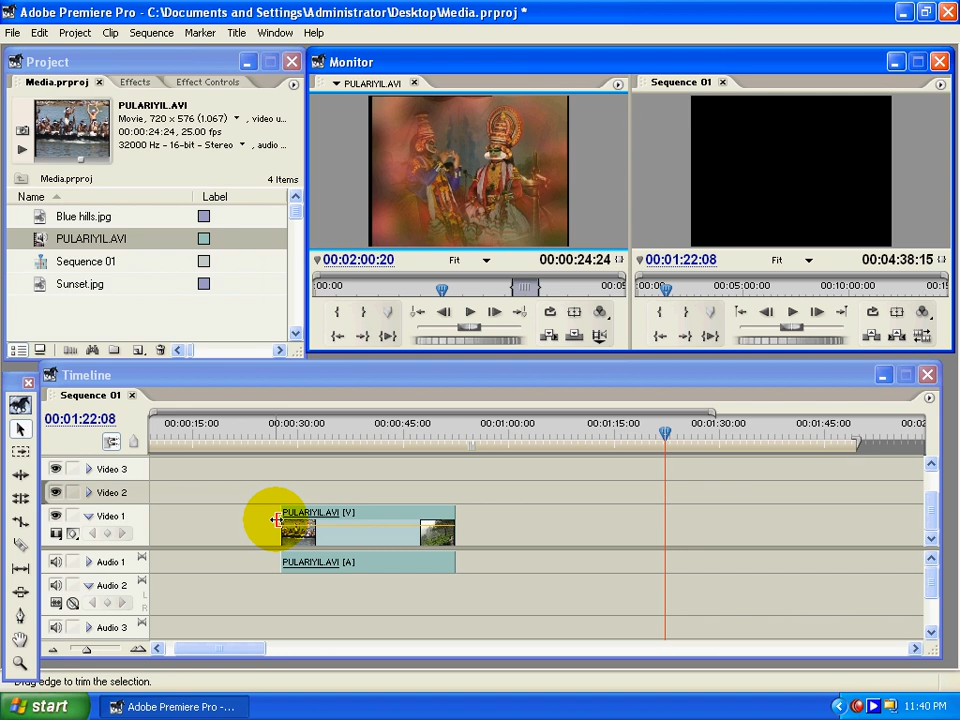 Adobe Premiere Pro - C:\Documents and Settings\Administrator\Desktop\Media.prproj *
File Edit Project Clip Sequence Marker Title Window Help
Project
Media.prproj Effects Effect Controls
PULARIYIL.AVI
Movie, 720 x 576 (1.067) , video u...
00:00:24:24, 25.00 fps
32000 Hz - 16-bit - Stereo , audio ...
Media.prproj 4 Items
Name Label
Blue hills.jpg
PULARIYIL.AVI
Sequence 01
Sunset.jpg
Monitor
PULARIYIL.AVI
00:02:00:20 Fit 00:00:24:24
:00:00
Sequence 01
00:01:22:08 Fit 00:04:38:15
00:05:00:00 00:10:00:00
Timeline
Sequence 01
00:01:22:08
00:00:15:00 00:00:30:00 00:00:45:00 00:01:00:00 00:01:15:00 00:01:30:00 00:01:45:00
Video 3
Video 2
Video 1
PULARIYIL.AVI [V]
Audio 1
PULARIYIL.AVI [A]
Audio 2
L
R
Audio 3
Drag edge to trim the selection.
start
Adobe Premiere Pro -...
11:40 PM